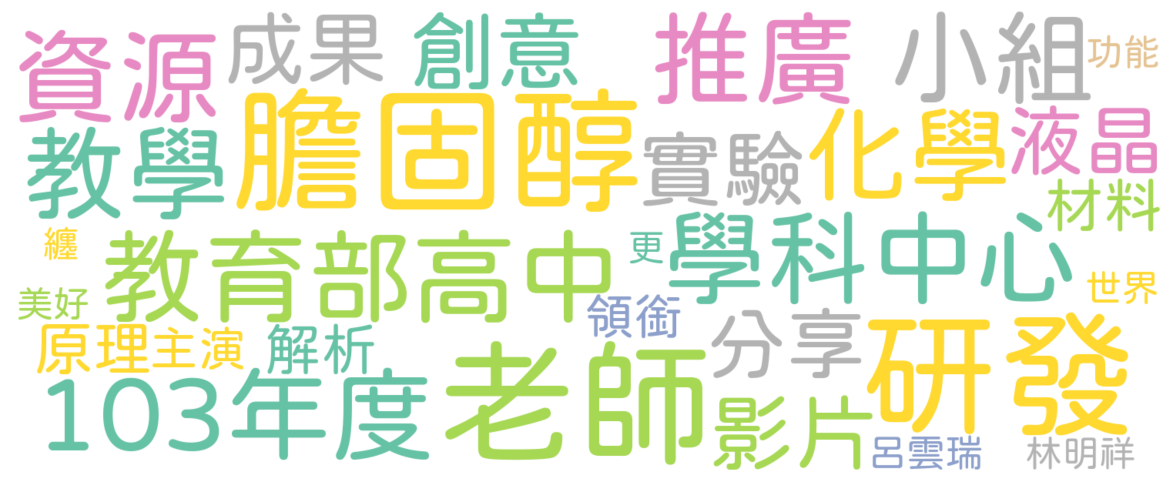 資源
成果
創意
推廣
小組
功能
教學
膽固醇
實驗
化學
液晶
材料
纏
教育部高中
更
學科中心
世界
美好
領銜
原理
主演
解析
分享
研發
103年度
老師
影片
呂雲瑞
林明祥